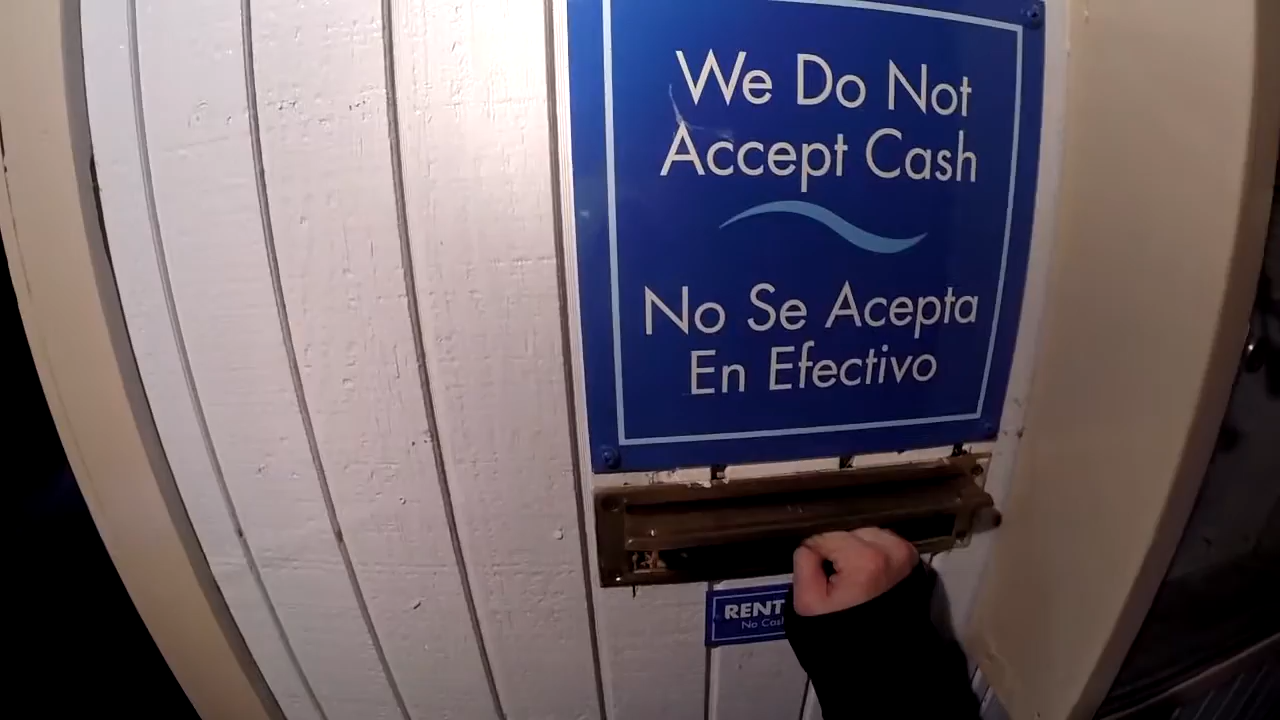 We Do Not
Accept Cash
No Se Acepta
En Efectivo
RENT
No Cash